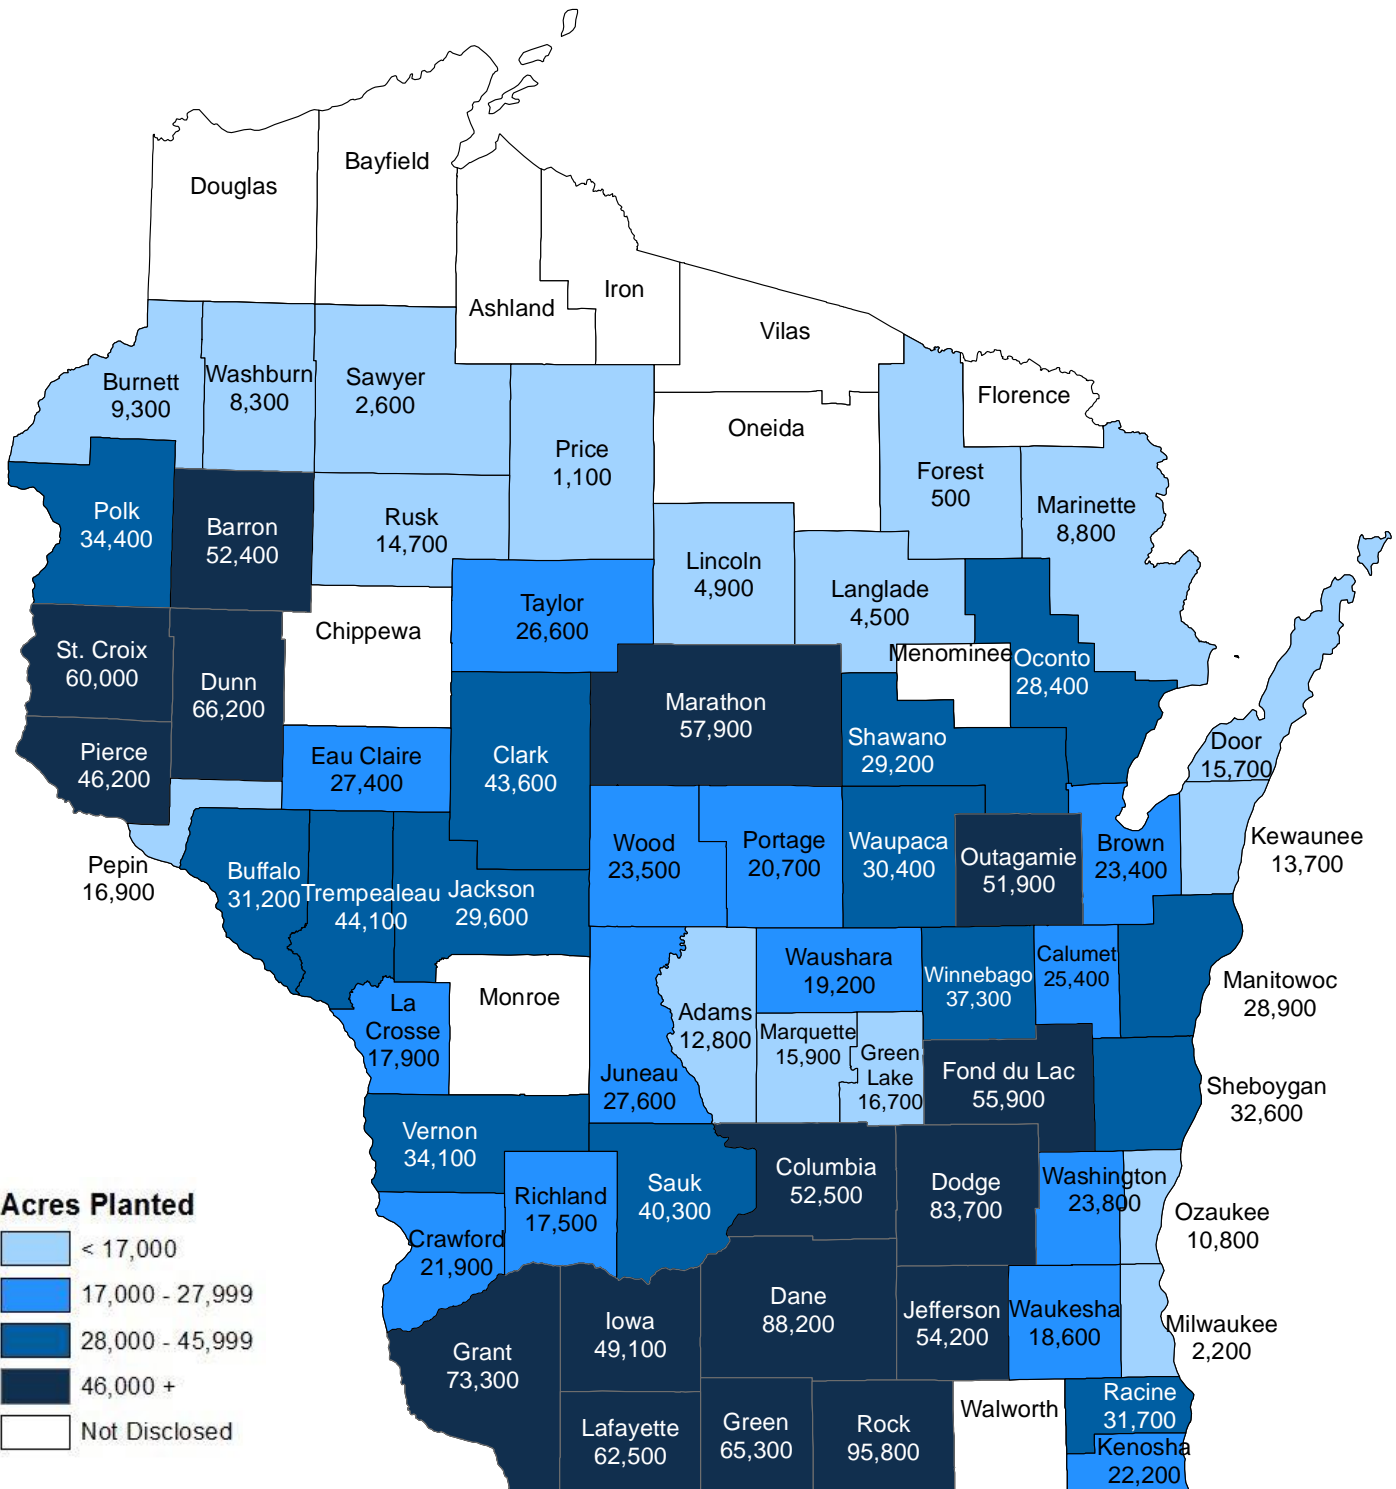 Bayfield
Douglas
Iron
Ashland
Vilas
Burnett
9,300
Washburn
8,300
Sawyer
2,600
Florence
Oneida
Price
1,100
Forest
500
Marinette
8,800
Polk
34,400
Barron
52,400
Rusk
14,700
Lincoln
4,900
Langlade
4,500
Taylor
26,600
Chippewa
Menominee
Oconto
28,400
St. Croix
60,000
Dunn
66,200
Marathon
57,900
Pierce
46,200
Eau Claire
27,400
Clark
43,600
Shawano
29,200
Door
15,700
Wood
23,500
Portage
20,700
Waupaca
30,400
Outagamie
51,900
Brown
23,400
Kewaunee
13,700
Pepin
16,900
Buffalo
31,200
Trempealeau
44,100
Jackson
29,600
Waushara
19,200
Winnebago
37,300
Calumet
25,400
Manitowoc
28,900
Monroe
La
Crosse
17,900
Adams
12,800
Marquette
15,900
Green
Lake
16,700
Juneau
27,600
Fond du Lac
55,900
Sheboygan
32,600
Vernon
34,100
Richland
17,500
Sauk
40,300
Columbia
52,500
Dodge
83,700
Washington
23,800
Ozaukee
10,800
Crawford
21,900
Grant
73,300
Iowa
49,100
Dane
88,200
Jefferson
54,200
Waukesha
18,600
Milwaukee
2,200
Lafayette
62,500
Green
65,300
Rock
95,800
Walworth
Racine
31,700
Kenosha
22,200
Acres Planted
< 17,000
17,000 - 27,999
28,000 - 45,999
46,000 +
Not Disclosed